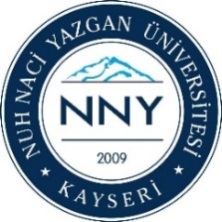 NUH NACİ YAZGAN ÜNİVERSİTESİ
NNY
2009
KAYSERİ